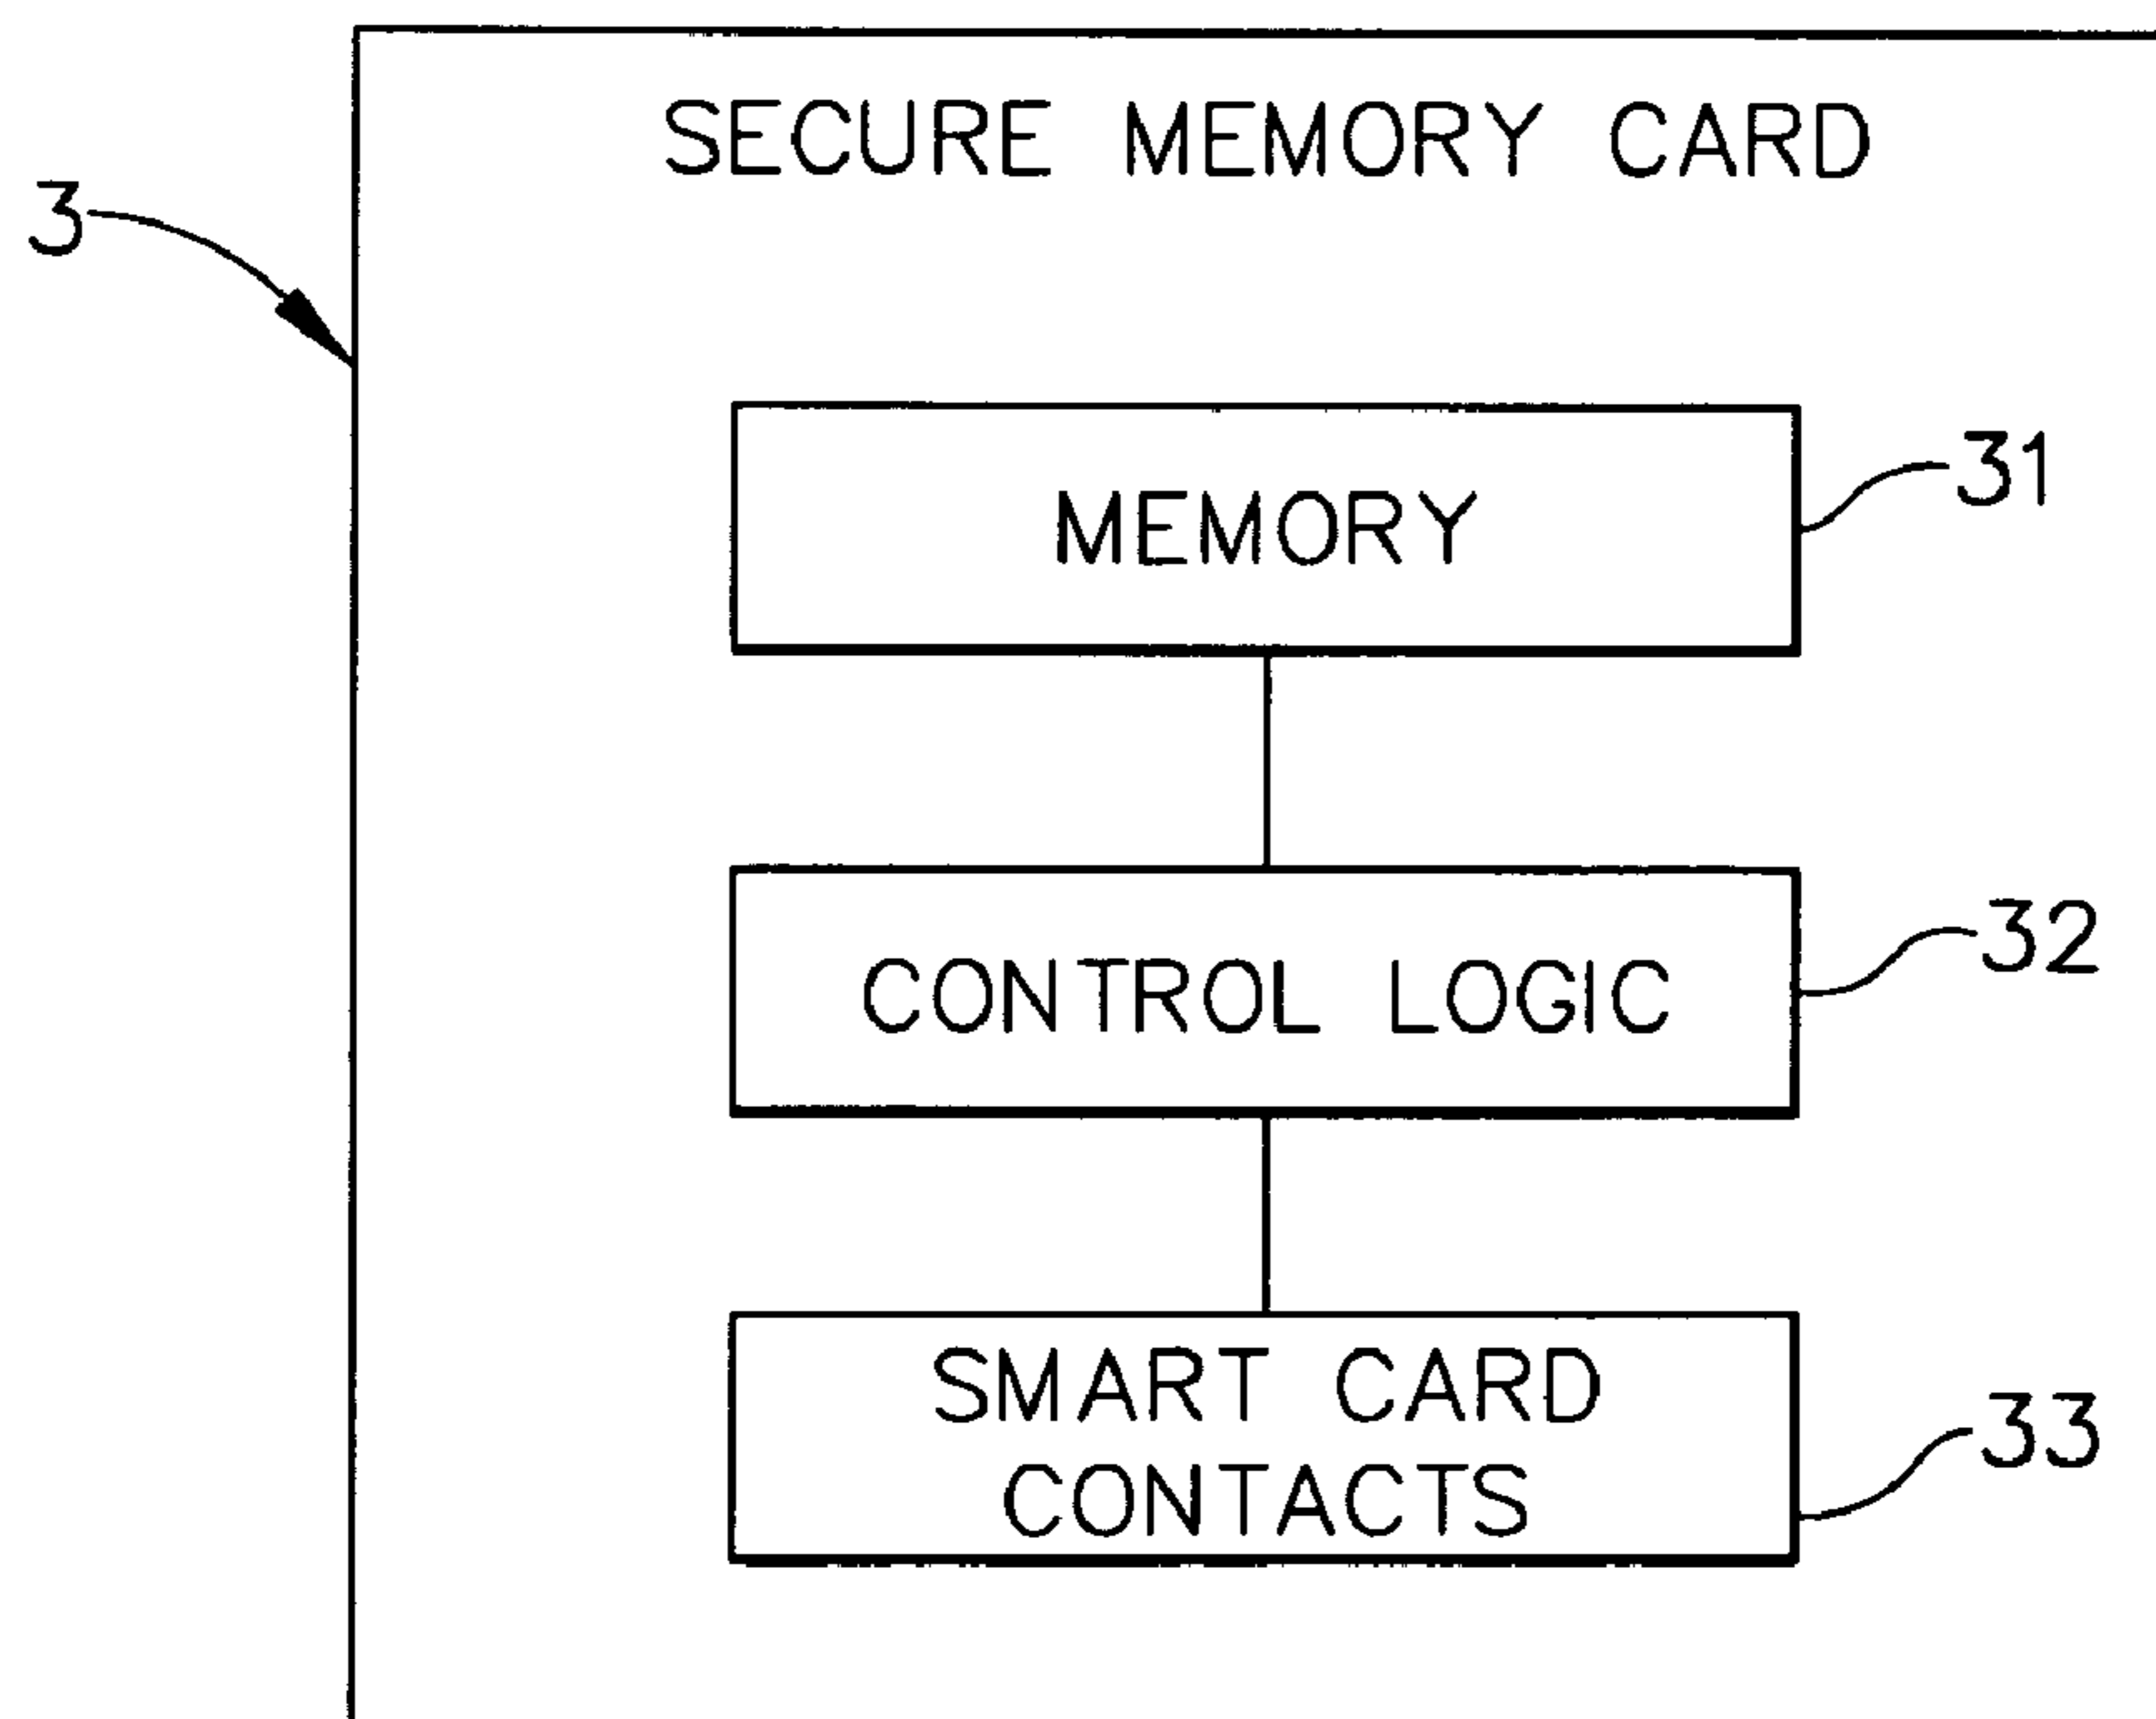 SECURE MEMORY CARD
3
MEMORY
31
CONTROL LOGIC
32
SMART CARD
CONTACTS
33